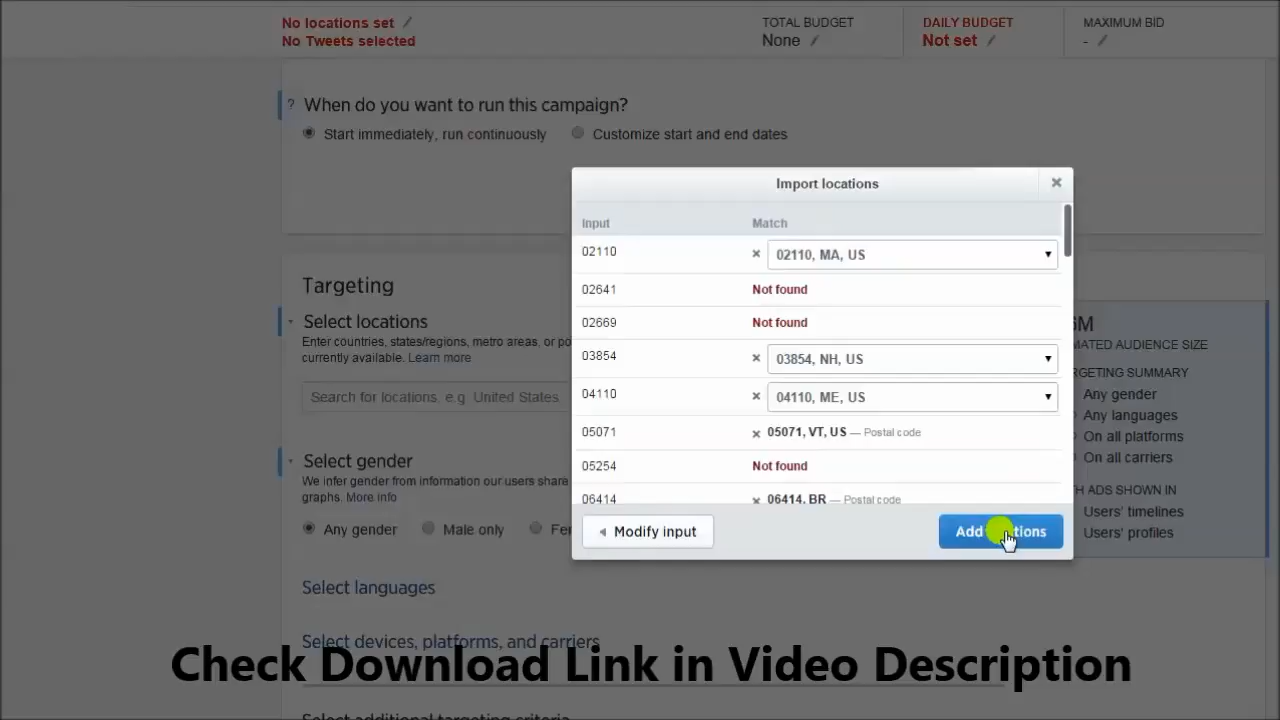 No locations set
No Tweets selected
TOTAL BUDGET
None
DAILY BUDGET
Not set
MAXIMUM BID
-
? When do you want to run this campaign?
Start immediately, run continuously
Customize start and end dates
Import locations
Input Match
02110 × 02110, MA, US
02641 Not found
02669 Not found
03854 × 03854, NH, US
04110 × 04110, ME, US
05071 × 05071, VT, US — Postal code
05254 Not found
06414 × 06414, BR — Postal code
Modify input
Add
Targeting
Select locations
Enter countries, states/regions, metro areas, or
currently available. Learn more
Search for locations, e.g. United States
Select gender
We infer gender from information our users share
graphs. More info
Any gender Male only
Select languages
Select devices, platforms, and carriers
Select additional targeting criteria
AUDIENCE SIZE
SUMMARY
Any gender
Any languages
On all platforms
On all carriers
ADS SHOWN IN
Users' timelines
Users' profiles
Check Download Link in Video Description